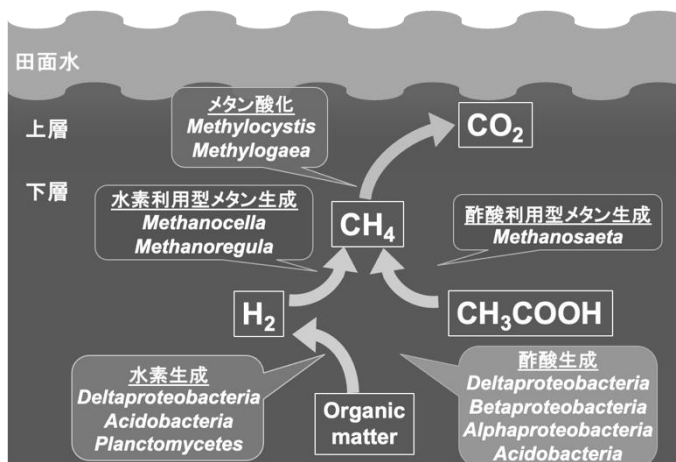 田面水
上層
メタン酸化
Methylocystis
Methylogaea
CO2
下層
水素利用型メタン生成
Methanocella
Methanoregula
CH4
酢酸利用型メタン生成
Methanosaeta
H2
CH3COOH
水素生成
Deltaproteobacteria
Acidobacteria
Planctomycetes
Organic
matter
酢酸生成
Deltaproteobacteria
Betaproteobacteria
Alphaproteobacteria
Acidobacteria